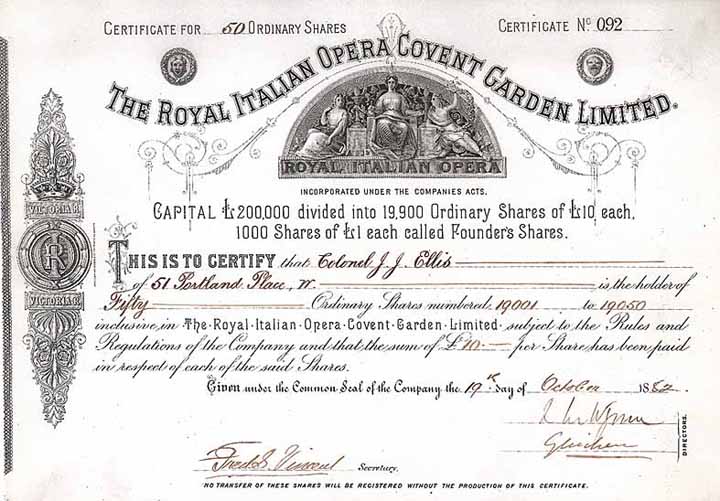 CERTIFICATE FOR 50 ORDINARY SHARES
CERTIFICATE No 092
THE ROYAL ITALIAN OPERA COVENT GARDEN LIMITED.
ROYAL ITALIAN OPERA
INCORPORATED UNDER THE COMPANIES ACTS.
CAPITAL £200,000 divided into 19,900 Ordinary Shares of £10 each,
1000 Shares of £1 each called Founder's Shares.
VICTORIA R
VICTORIA R
THIS IS TO CERTIFY that Colonel J. J. Ellis
of 51 Portland Place, W. is the holder of
Fifty Ordinary Shares numbered 19001 to 19050
inclusive in The Royal Italian Opera Covent Garden Limited subject to the Rules and
Regulations of the Company and that the sum of £10 per Share has been paid
in respect of each of the said Shares.
Given under the Common Seal of the Company the 19th day of October 1882
Gleichen
DIRECTORS.
Fredk Vincent Secretary.
NO TRANSFER OF THESE SHARES WILL BE REGISTERED WITHOUT THE PRODUCTION OF THIS CERTIFICATE.